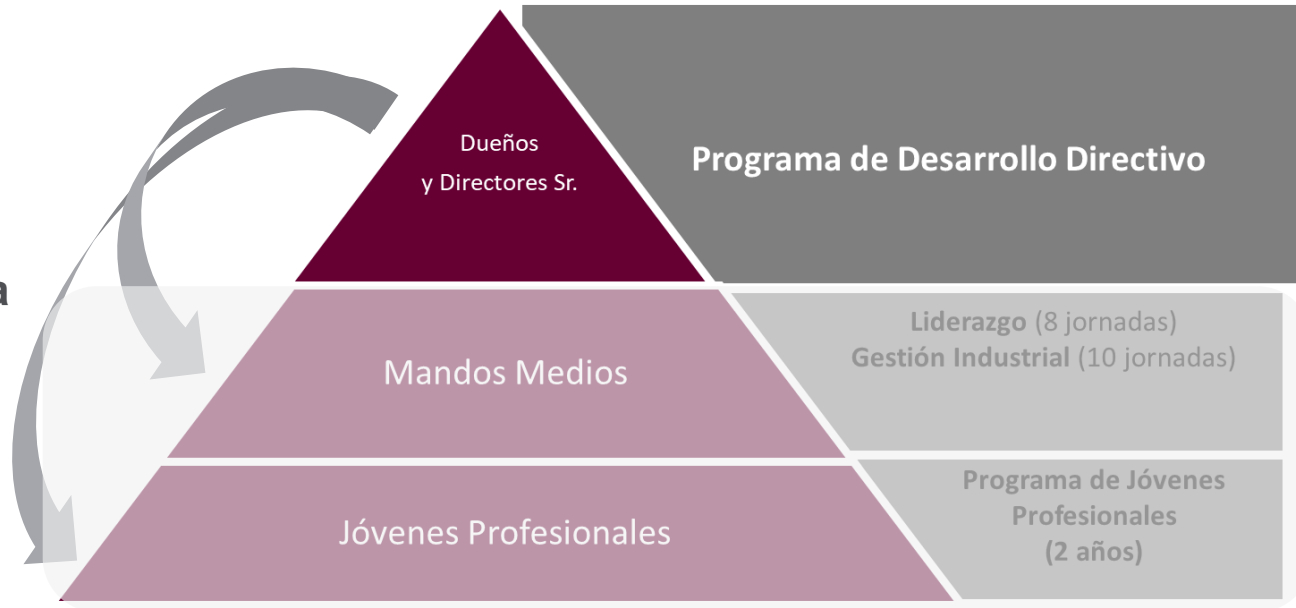 Dueños
y Directores Sr.
Programa de Desarrollo Directivo
a
Mandos Medios
Liderazgo (8 jornadas)
Gestión Industrial (10 jornadas)
Jóvenes Profesionales
Programa de Jóvenes
Profesionales
(2 años)